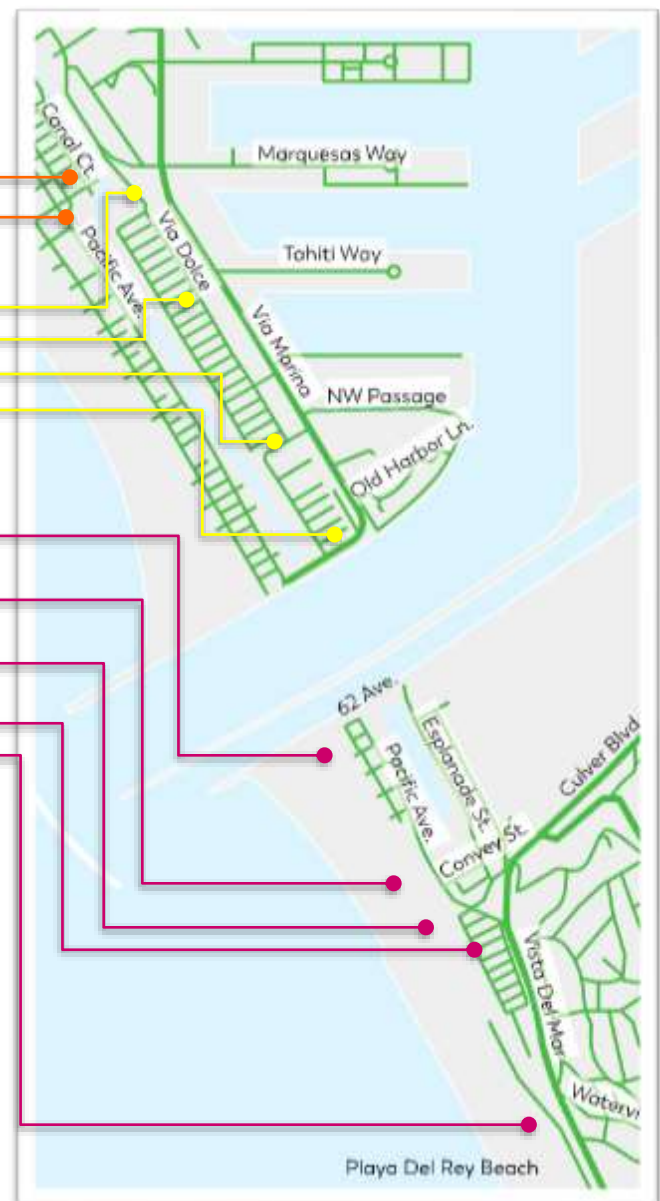 Canal Ct.
Marquesas Way
Via Dolce
Pacific Ave.
Tahiti Way
Via Marina
NW Passage
Old Harbor Ln.
62 Ave.
Esplanade St.
Pacific Ave.
Culver Blvd
Convey St.
Vista Del Mar
Waterv
Playa Del Rey Beach